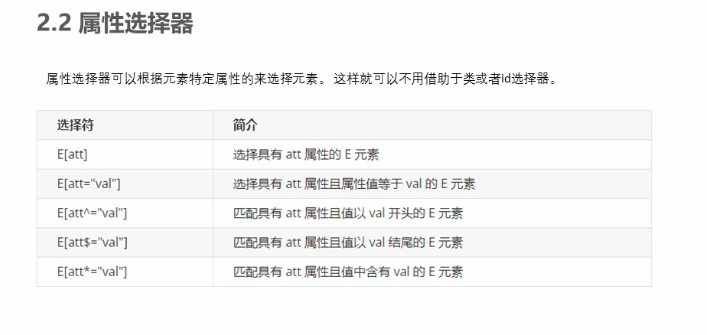 2.2 属性选择器
属性选择器可以根据元素特定属性的来选择元素。 这样就可以不用借助于类或者id选择器。
选择符 简介
E[att] 选择具有 att 属性的 E 元素
E[att="val"] 选择具有 att 属性且属性值等于 val 的 E 元素
E[att^="val"] 匹配具有 att 属性且值以 val 开头的 E 元素
E[att$="val"] 匹配具有 att 属性且值以 val 结尾的 E 元素
E[att*="val"] 匹配具有 att 属性且值中含有 val 的 E 元素